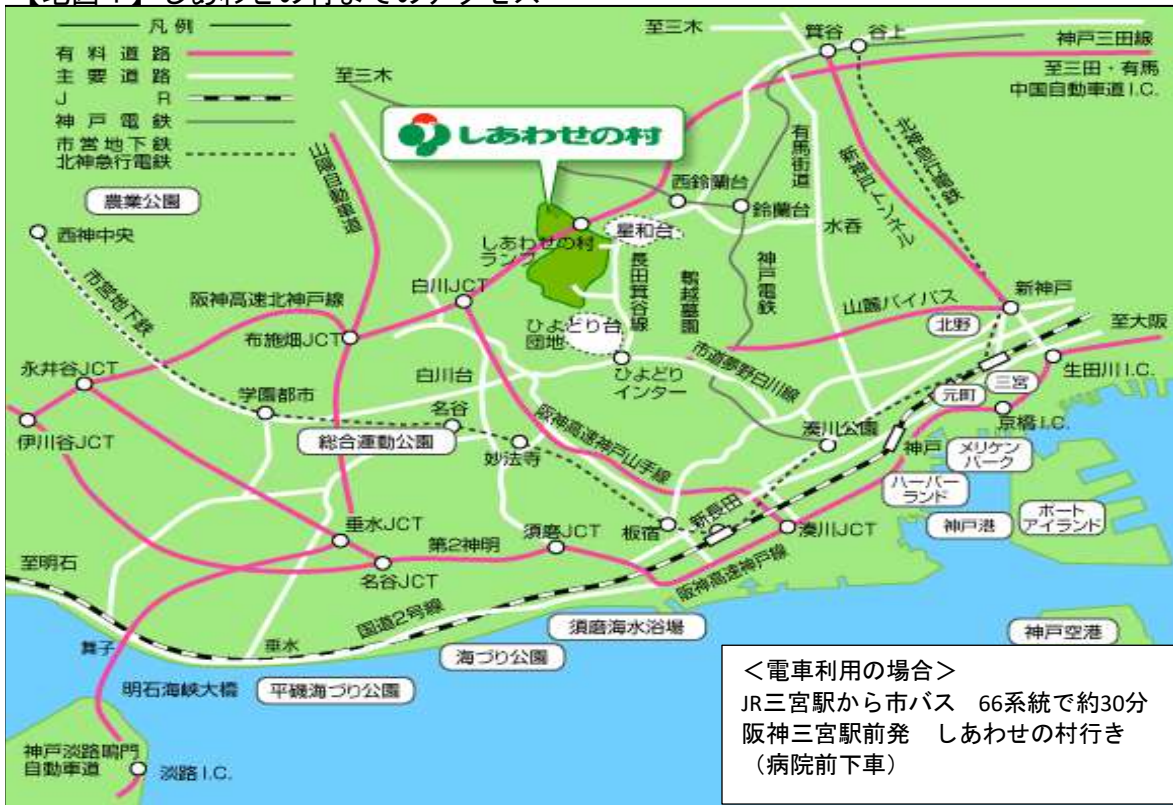 【地図１】しあわせの村までのアクセス
凡例
有料道路
主要道路
JR
神戸電鉄
市営地下鉄
北神急行電鉄
至三木
箕谷
谷上
神戸三田線
至三田・有馬
中国自動車道I.C.
至三木
しあわせの村
山陽自動車道
有馬街道
新神戸トンネル
北神急行電鉄
農業公園
西神中央
西鈴蘭台
鈴蘭台
水呑
しあわせの村
ランプ
星和台
市営地下鉄
阪神高速北神戸線
白川JCT
長田箕谷線
鵯越墓園
神戸電鉄
山麓バイパス
新神戸
北野
至大阪
布施畑JCT
ひよどり台
団地
市道夢野白川線
永井谷JCT
白川台
ひよどり
インター
生田川I.C.
学園都市
名谷
元町
三宮
京橋I.C.
伊川谷JCT
総合運動公園
妙法寺
阪神高速神戸山手線
湊川公園
神戸
メリケン
パーク
ハーバー
ランド
垂水JCT
須磨JCT
板宿
新長田
湊川JCT
神戸港
ポート
アイランド
第2神明
至明石
名谷JCT
国道2号線
阪神高速神戸線
須磨海水浴場
神戸空港
舞子
垂水
海づり公園
明石海峡大橋
平磯海づり公園
神戸淡路鳴門
自動車道
淡路I.C.
＜電車利用の場合＞
JR三宮駅から市バス　66系統で約30分
阪神三宮駅前発　しあわせの村行き
（病院前下車）